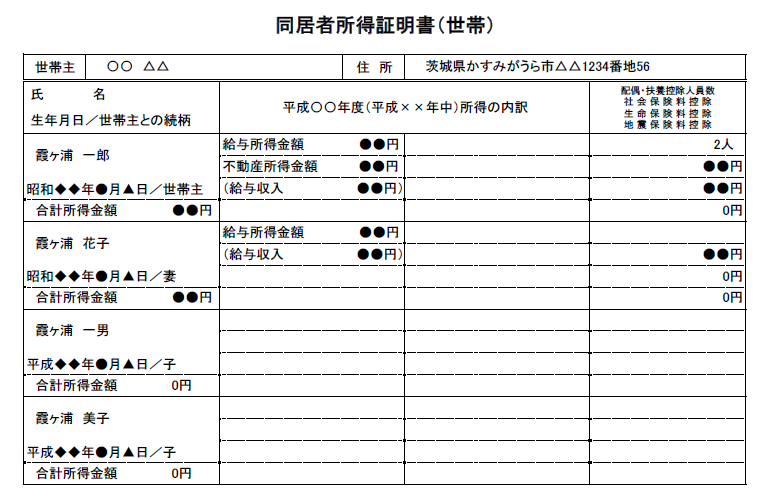 同居者所得証明書（世帯）
世帯主　〇〇　△△　住　所　茨城県かすみがうら市△△1234番地56
氏　　　名
生年月日／世帯主との続柄
平成〇〇年度（平成××年中）所得の内訳
配偶・扶養控除人員数
社会保険料控除
生命保険料控除
地震保険料控除
霞ヶ浦　一郎
昭和◆◆年●月▲日／世帯主
合計所得金額　●●円
給与所得金額　●●円
不動産所得金額　●●円
（給与収入　●●円）
2人
●●円
●●円
0円
霞ヶ浦　花子
昭和◆◆年●月▲日／妻
合計所得金額　●●円
給与所得金額　●●円
（給与収入　●●円）
●●円
0円
0円
霞ヶ浦　一男
平成◆◆年●月▲日／子
合計所得金額　0円
霞ヶ浦　美子
平成◆◆年●月▲日／子
合計所得金額　0円